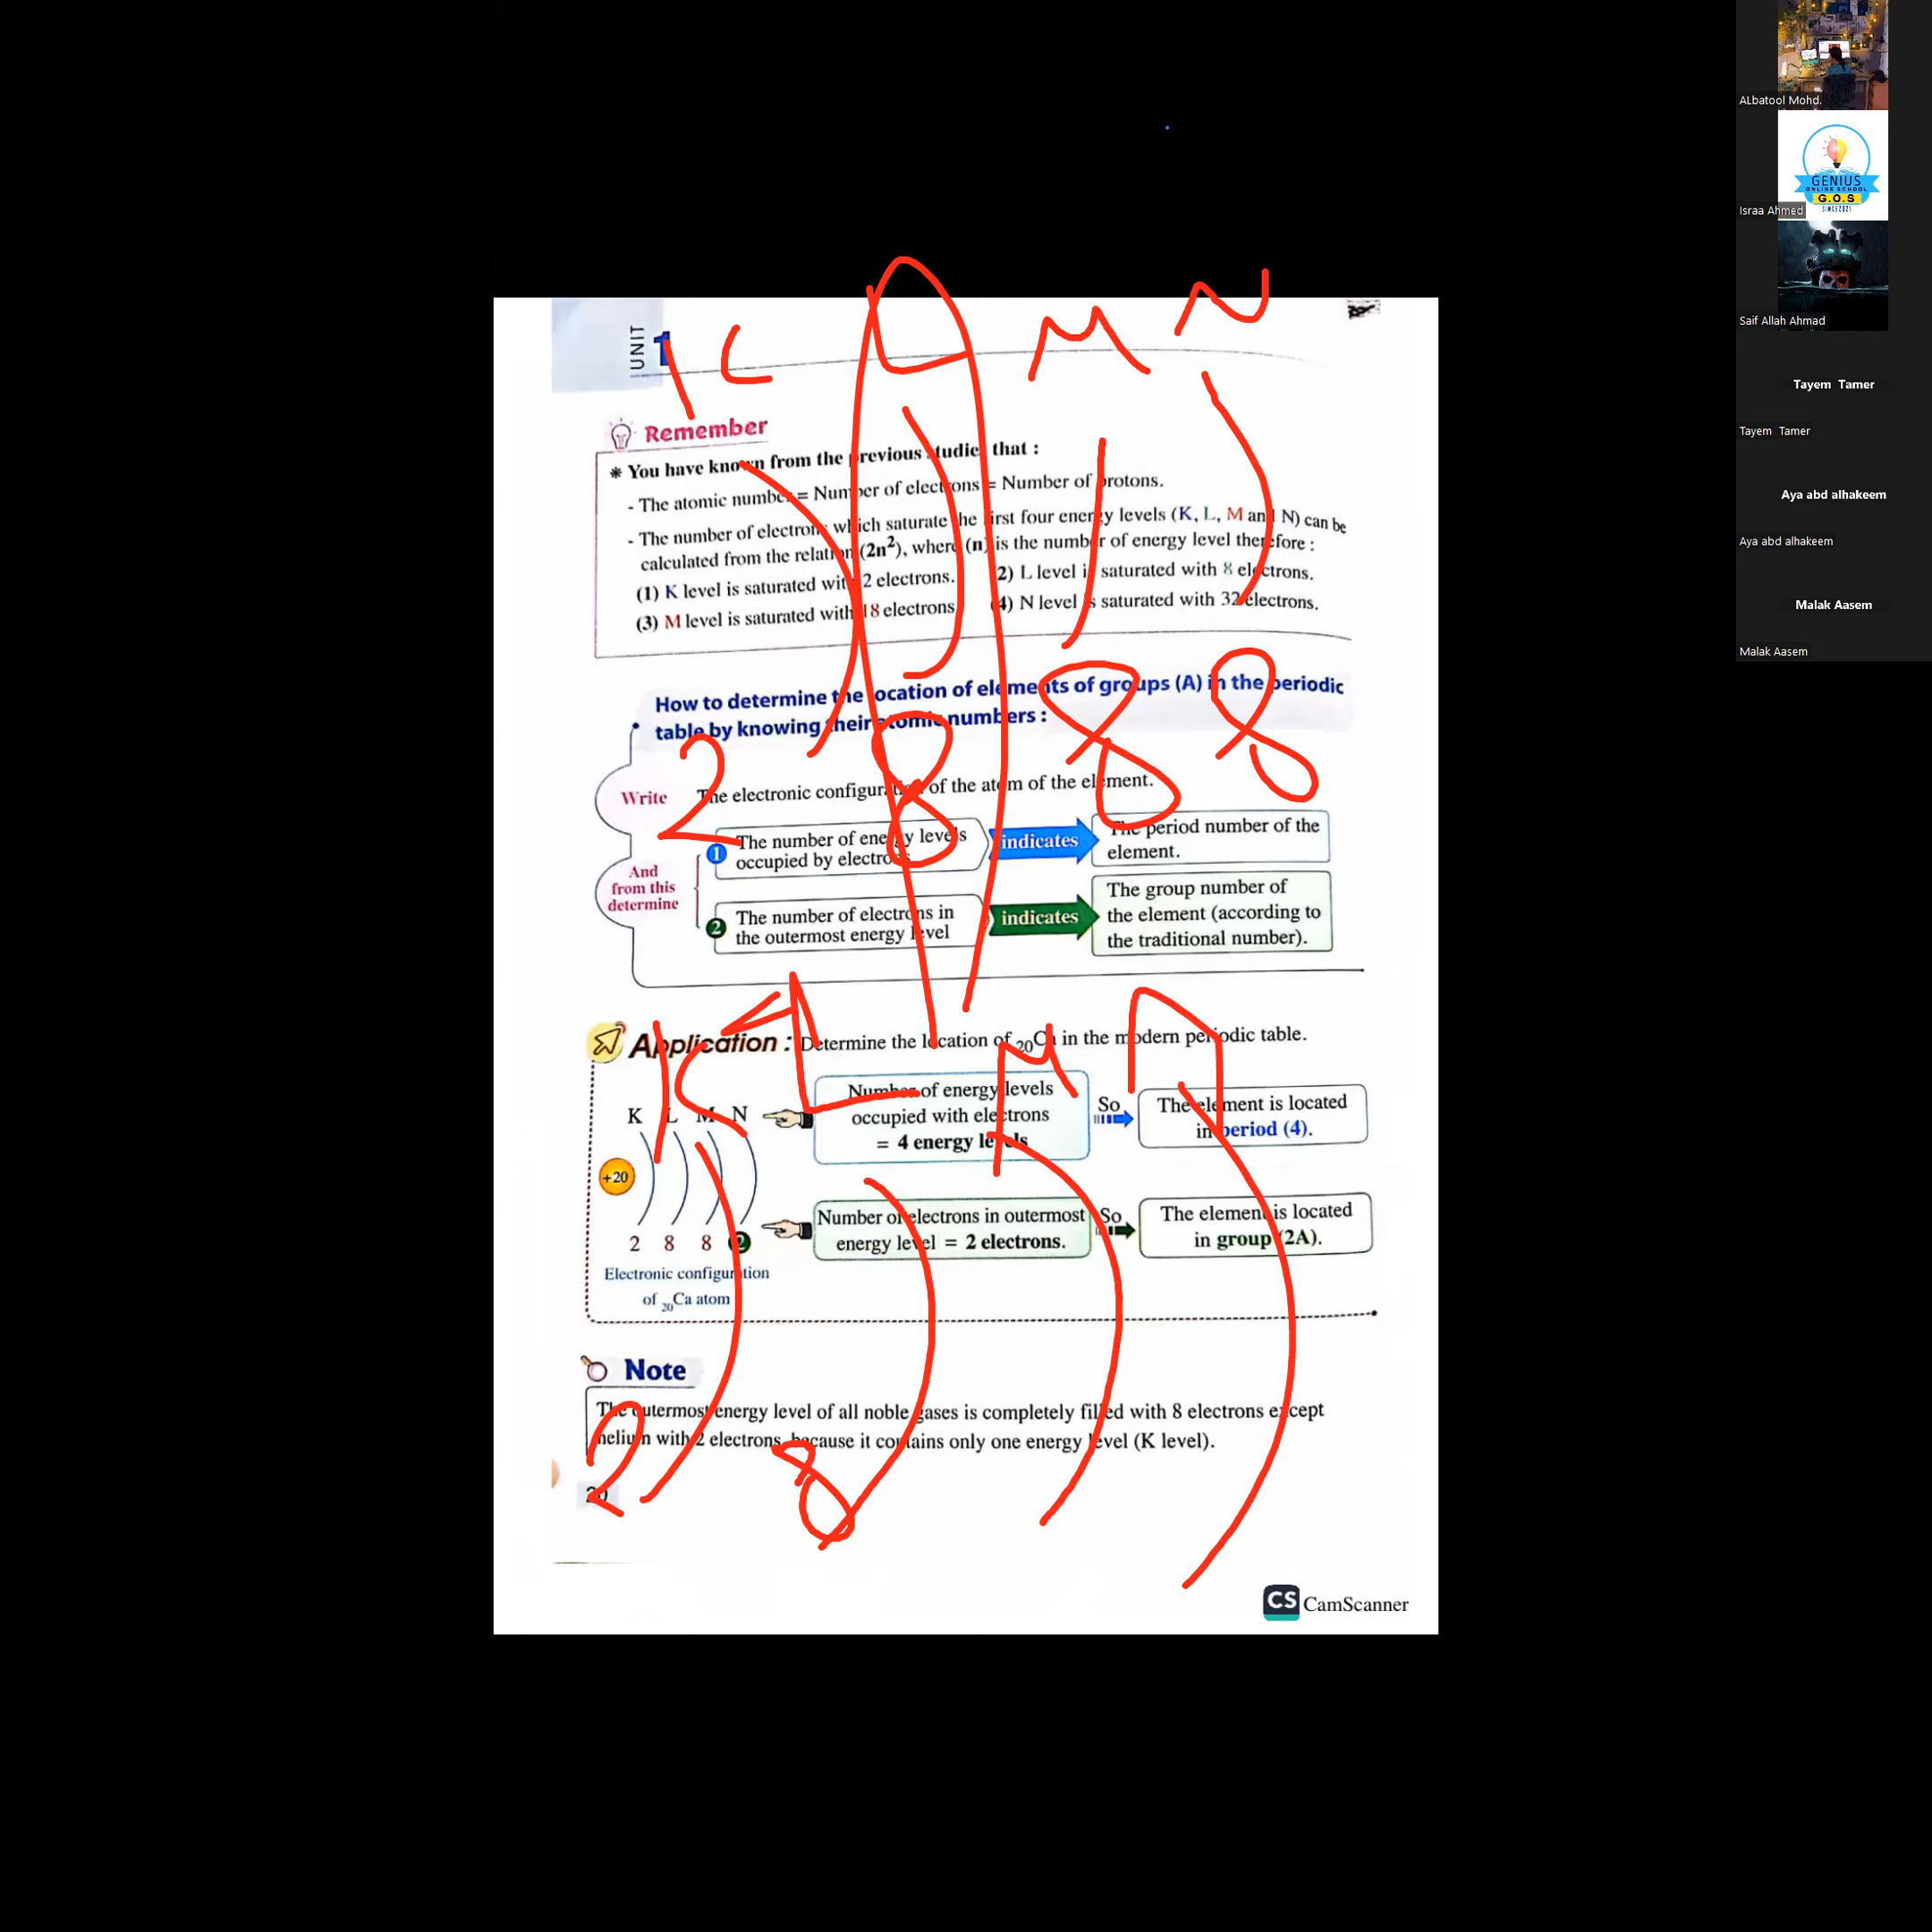 ALbatool Mohd.
GENIUS
ONLINE SCHOOL
G.O.S
SINCE2021
Israa Ahmed
Saif Allah Ahmad
Tayem Tamer
Tayem Tamer
Aya abd alhakeem
Aya abd alhakeem
Malak Aasem
Malak Aasem
UNIT 1
K L M N
Remember
* You have known from the previous studies that :
- The atomic number = Number of electrons = Number of protons.
- The number of electrons which saturate the first four energy levels (K, L, M and N) can be
calculated from the relation (2n²), where (n) is the number of energy level therefore :
(1) K level is saturated with 2 electrons. (2) L level is saturated with 8 electrons.
(3) M level is saturated with 18 electrons (4) N level is saturated with 32 electrons.
How to determine the location of elements of groups (A) in the periodic
table by knowing their atomic numbers :
2 8 8 8
Write The electronic configuration of the atom of the element.
And
from this
determine
1 The number of energy levels
occupied by electrons
indicates
The period number of the
element.
2 The number of electrons in
the outermost energy level
indicates
The group number of
the element (according to
the traditional number).
Application : Determine the location of ₂₀Ca in the modern periodic table.
K L M N
+20
2 8 8 2
Electronic configuration
of ₂₀Ca atom
Number of energy levels
occupied with electrons
= 4 energy levels
So
The element is located
in period (4).
Number of electrons in outermost
energy level = 2 electrons.
So
The element is located
in group (2A).
Note
The outermost energy level of all noble gases is completely filled with 8 electrons except
helium with 2 electrons, because it contains only one energy level (K level).
2 8
20
CS CamScanner